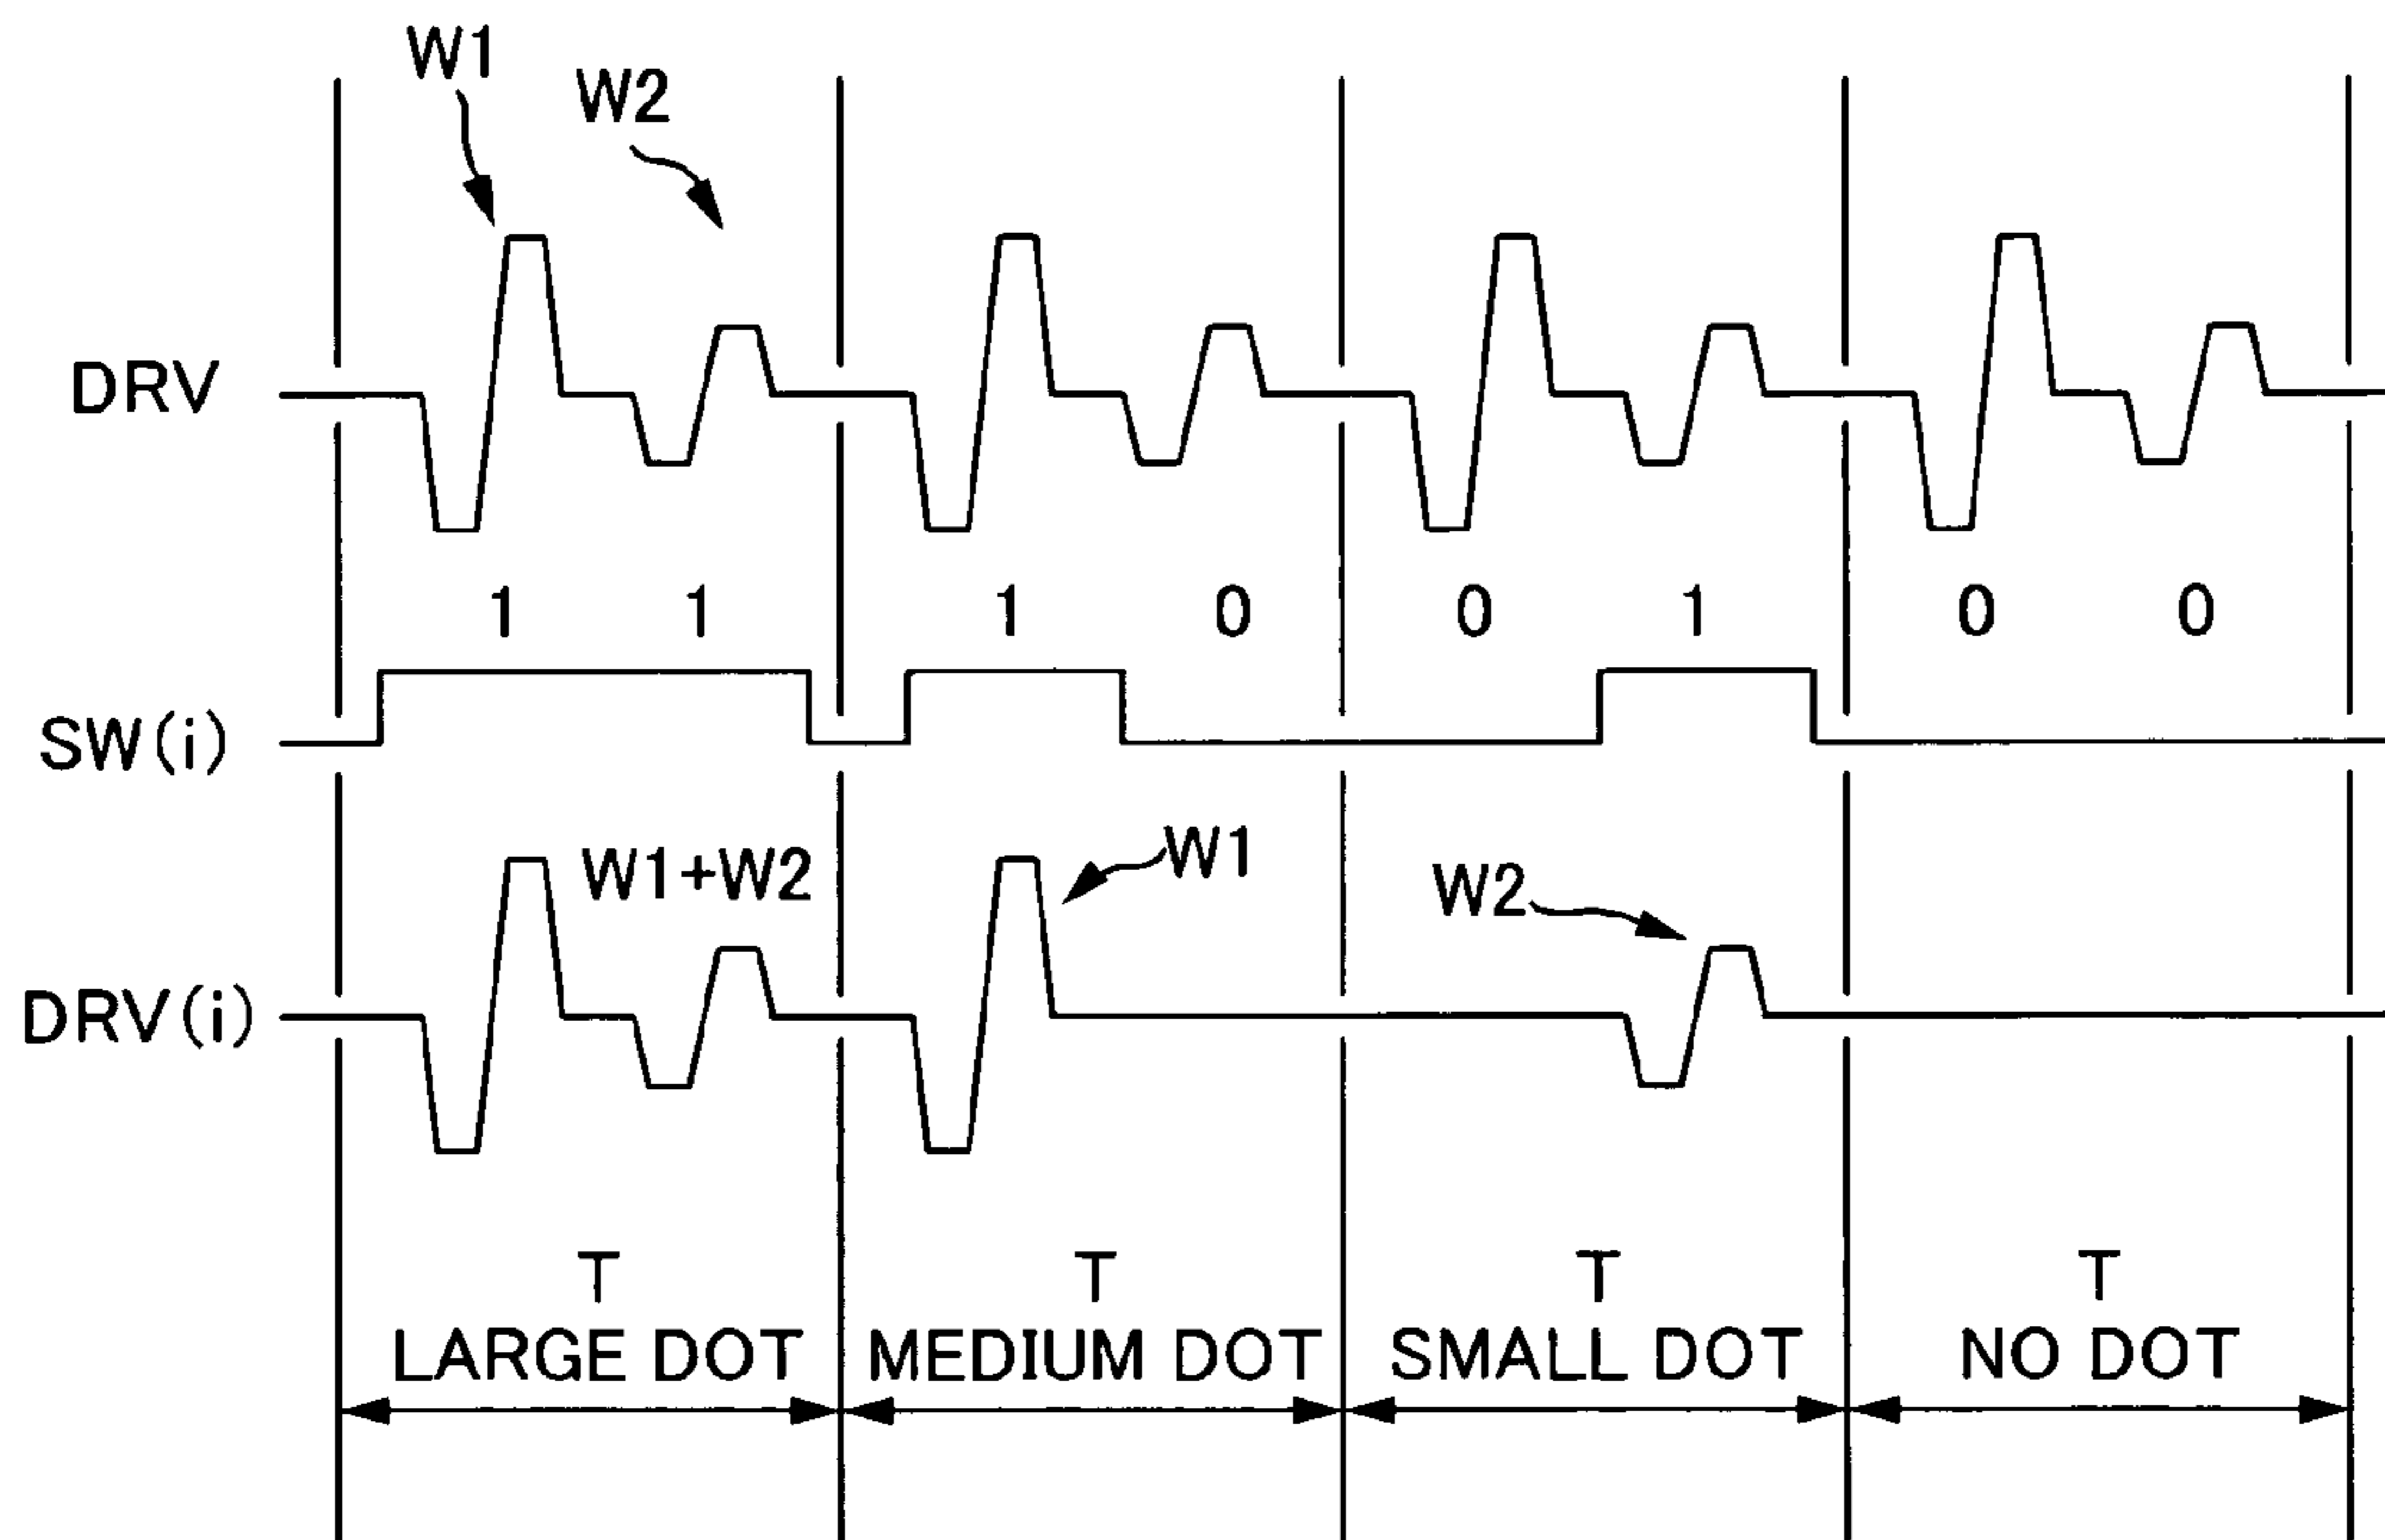 W1
W2
DRV
1 1 1 0 0 1 0 0
SW(i)
W1+W2
W1
W2
DRV(i)
T T T T
LARGE DOT MEDIUM DOT SMALL DOT NO DOT